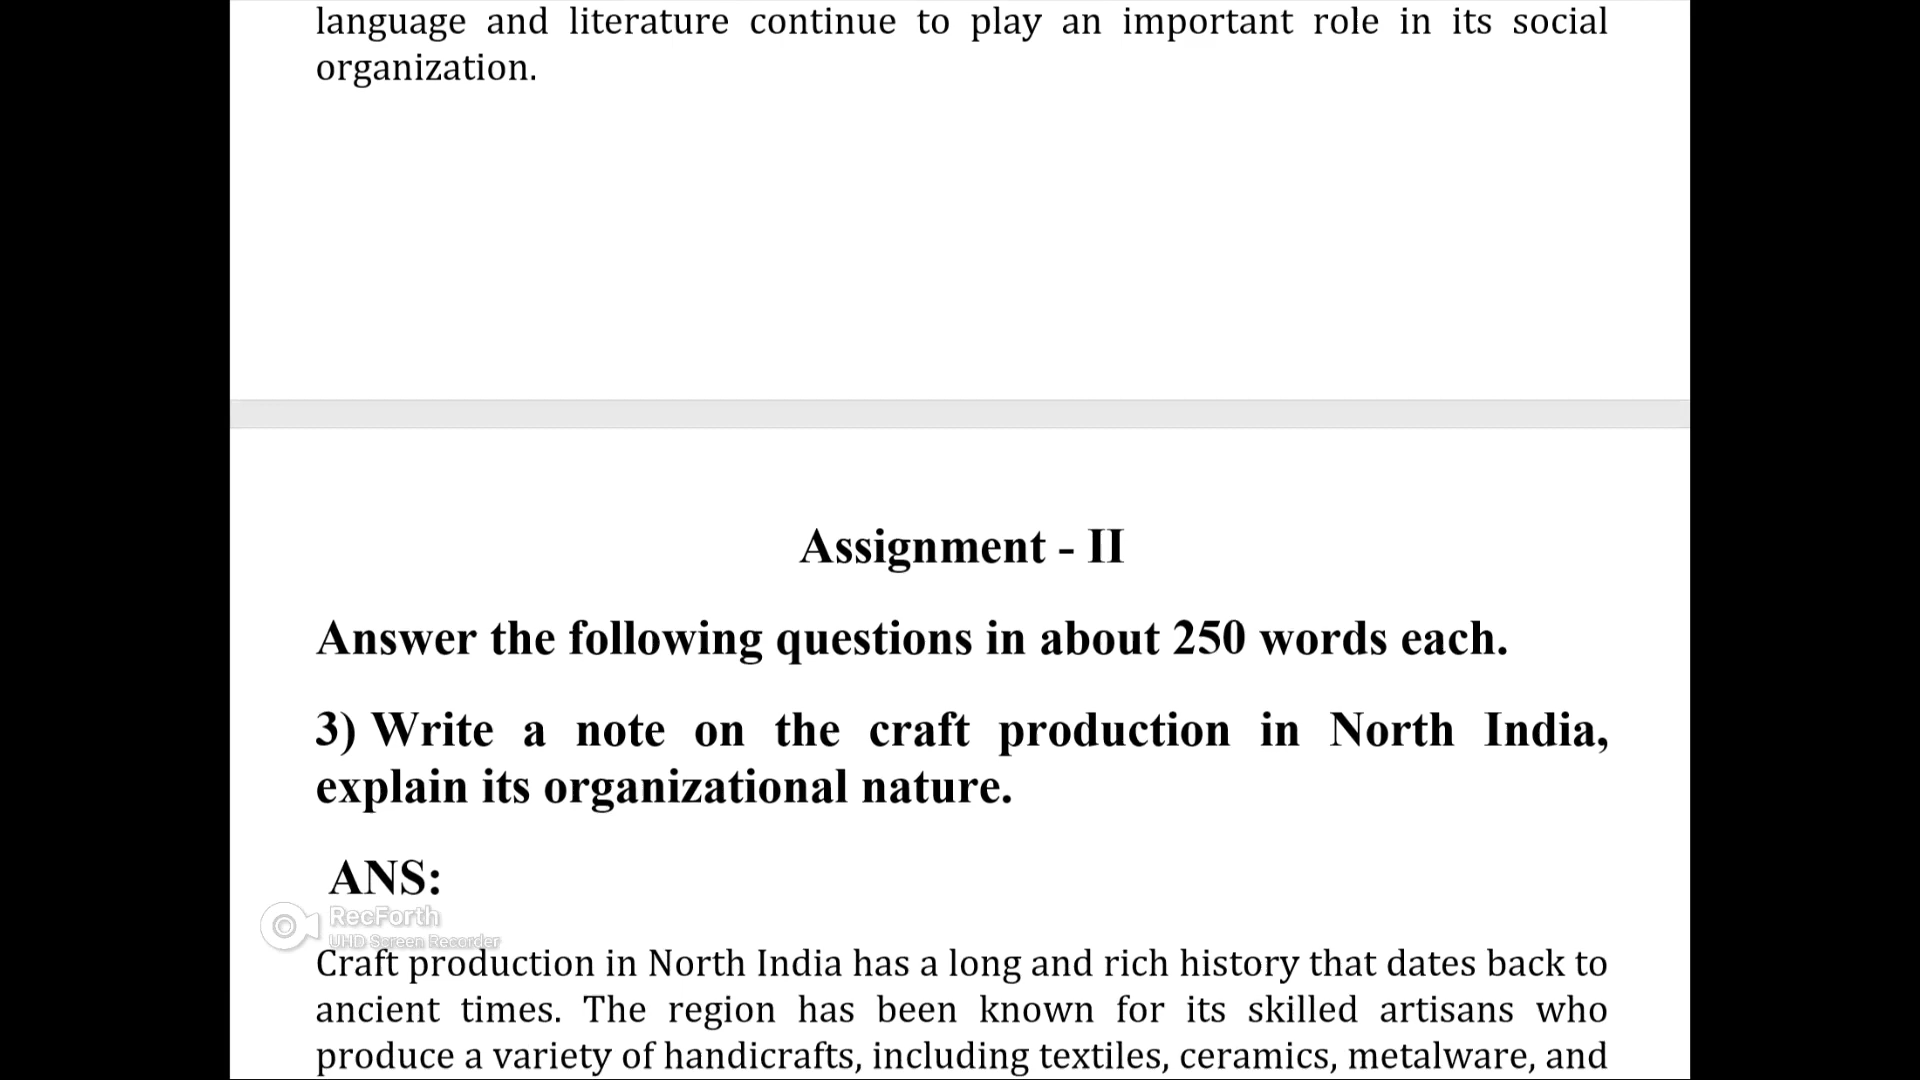 language and literature continue to play an important role in its social
organization.
Assignment - II
Answer the following questions in about 250 words each.
3) Write a note on the craft production in North India,
explain its organizational nature.
ANS:
RecForth
UHD Screen Recorder
Craft production in North India has a long and rich history that dates back to
ancient times. The region has been known for its skilled artisans who
produce a variety of handicrafts, including textiles, ceramics, metalware, and